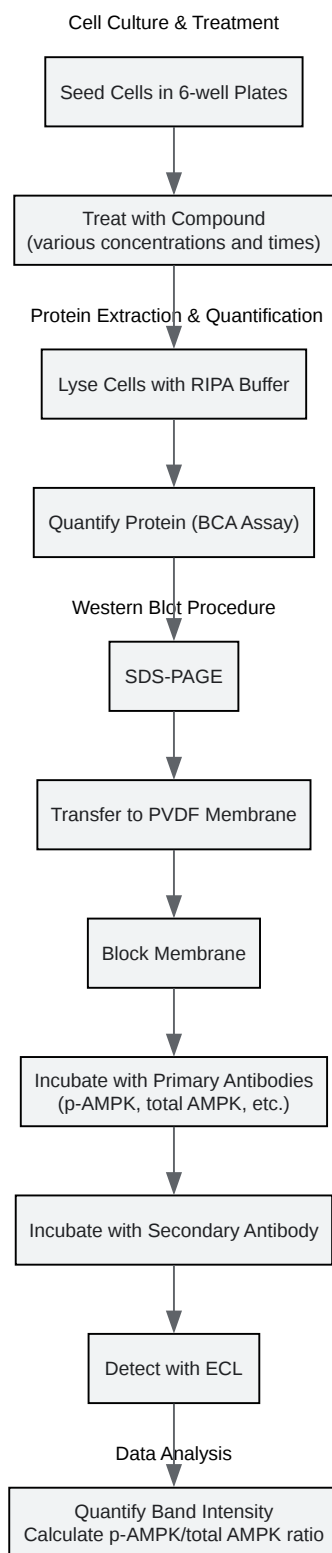 Cell Culture & Treatment
Seed Cells in 6-well Plates
Treat with Compound
(various concentrations and times)
Protein Extraction & Quantification
Lyse Cells with RIPA Buffer
Quantify Protein (BCA Assay)
Western Blot Procedure
SDS-PAGE
Transfer to PVDF Membrane
Block Membrane
Incubate with Primary Antibodies
(p-AMPK, total AMPK, etc.)
Incubate with Secondary Antibody
Detect with ECL
Data Analysis
Quantify Band Intensity
Calculate p-AMPK/total AMPK ratio